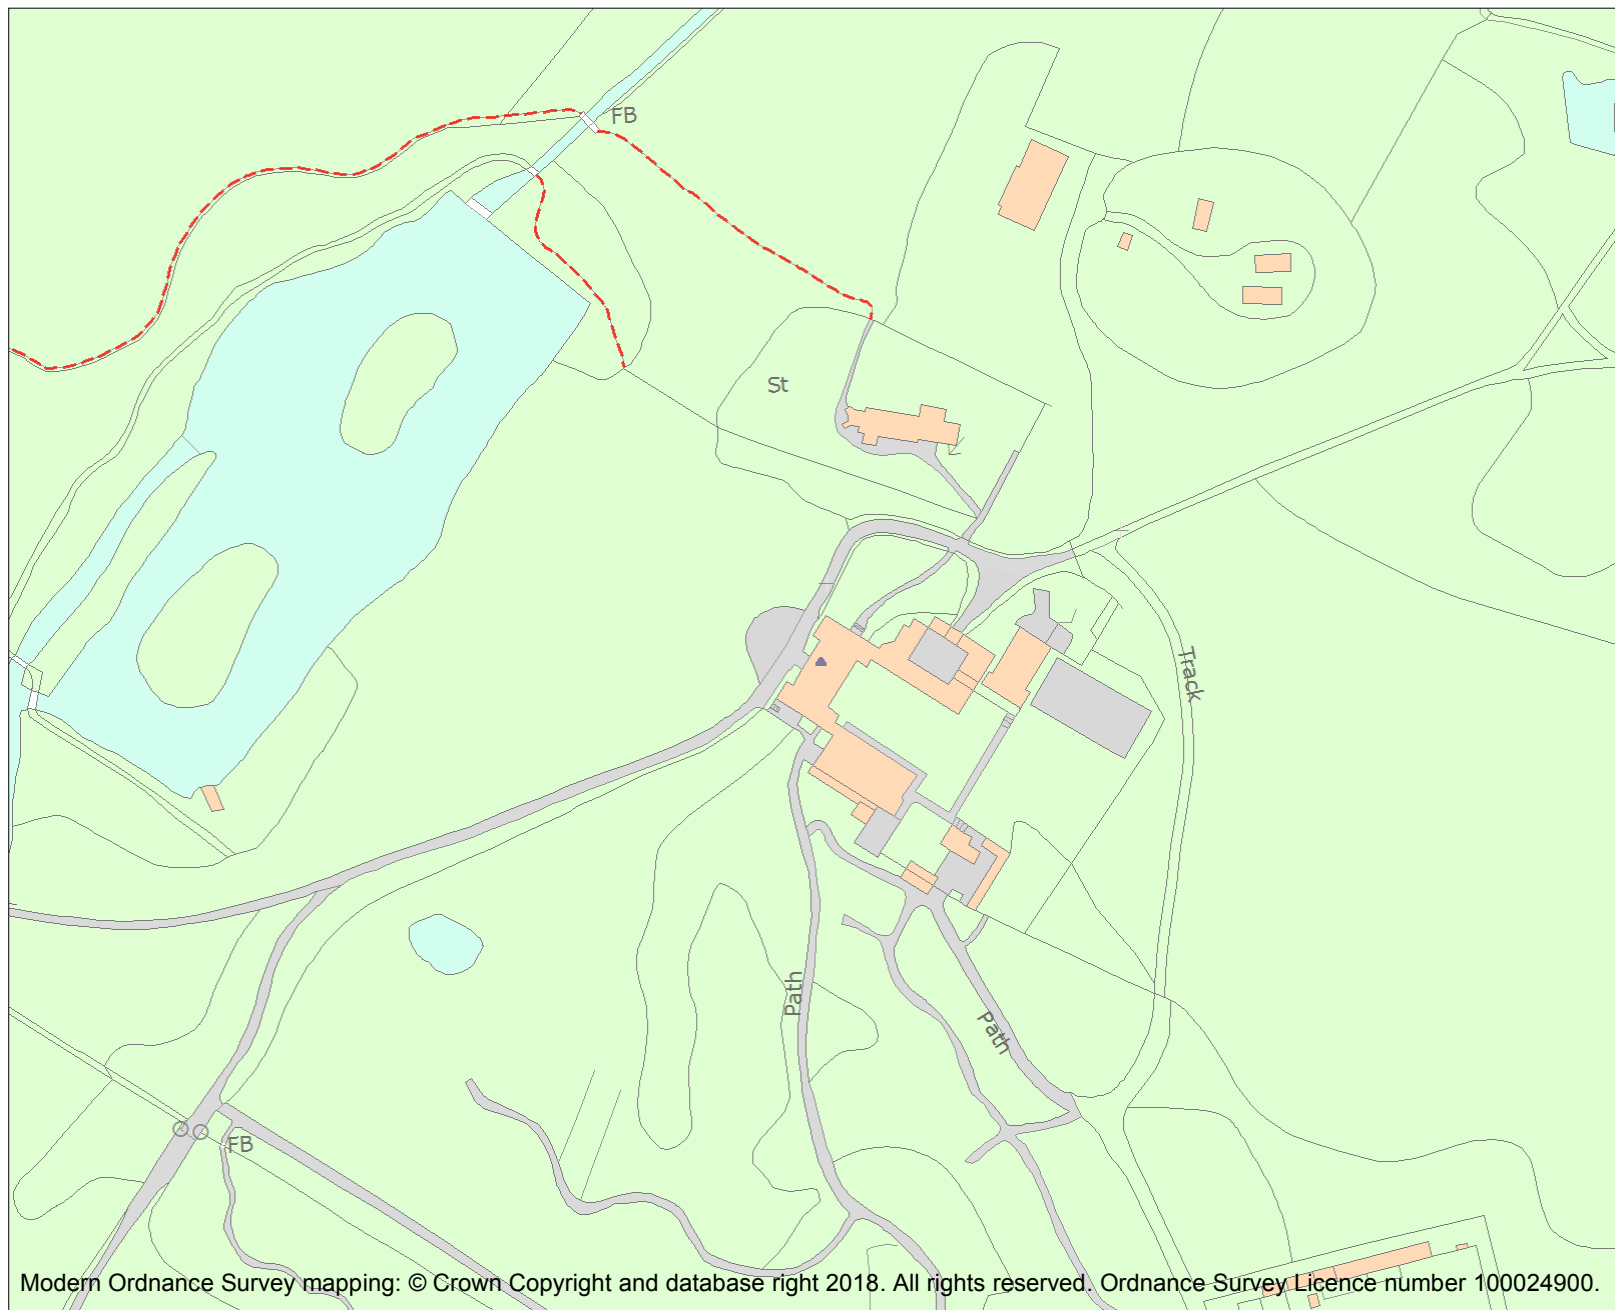 FB
St
Track
Path
Path
FB
Modern Ordnance Survey mapping: © Crown Copyright and database right 2018. All rights reserved. Ordnance Survey Licence number 100024900.